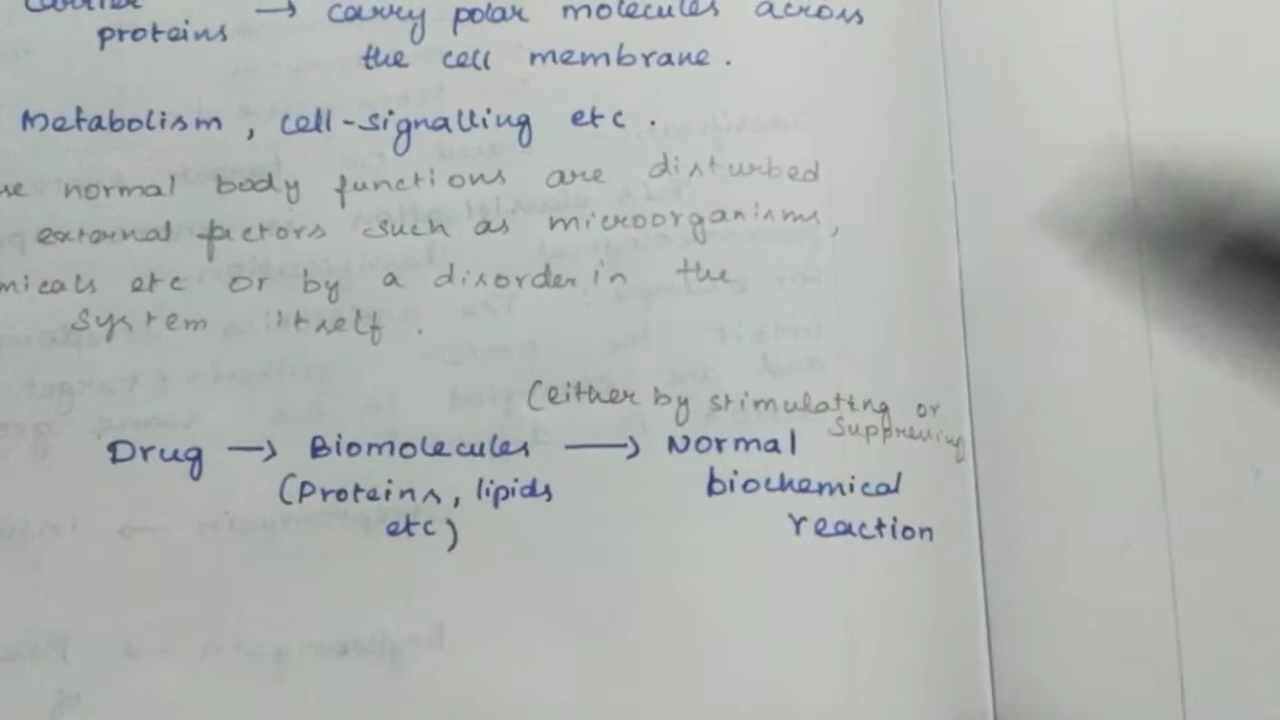 proteins → carry polar molecules across
the cell membrane.
Metabolism, cell-signalling etc.
normal body functions are disturbed
external factors such as microorganisms,
etc or by a disorder in the
system itself.
(either by stimulating or
suppressing
Drug → Biomolecules → Normal
(Proteins, lipids biochemical
etc) reaction